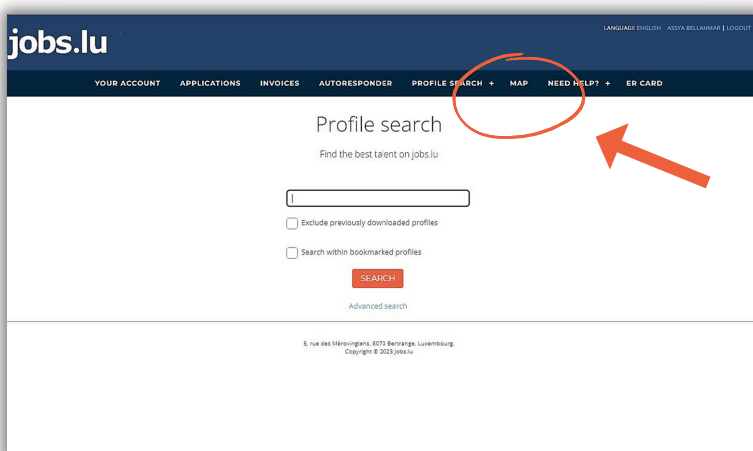 jobs.lu
LANGUAGE ENGLISH ASSYA BELLAHMAR | LOGOUT
YOUR ACCOUNT APPLICATIONS INVOICES AUTORESPONDER PROFILE SEARCH + MAP NEED HELP? + ER CARD
Profile search
Find the best talent on jobs.lu
Exclude previously downloaded profiles
Search within bookmarked profiles
SEARCH
Advanced search
5, rue des Mérovingiens, 8070 Bertrange, Luxembourg.
Copyright © 2023 jobs.lu